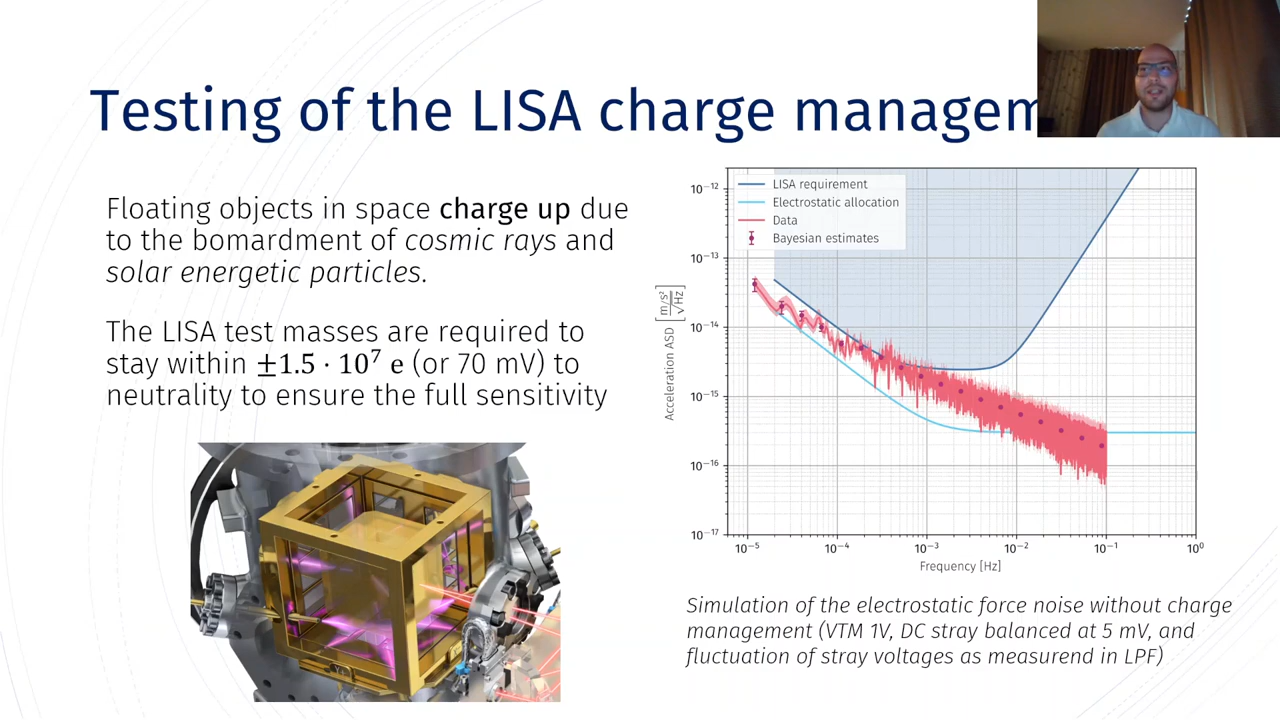 Testing of the LISA charge managem
Floating objects in space charge up due
to the bomardment of cosmic rays and
solar energetic particles.
The LISA test masses are required to
stay within ±1.5 · 10⁷ e (or 70 mV) to
neutrality to ensure the full sensitivity
LISA requirement
Electrostatic allocation
Data
Bayesian estimates
10⁻¹²
10⁻¹³
10⁻¹⁴
10⁻¹⁵
10⁻¹⁶
10⁻¹⁷
Acceleration ASD [m/s²/√Hz]
10⁻⁵ 10⁻⁴ 10⁻³ 10⁻² 10⁻¹ 10⁰
Frequency [Hz]
Simulation of the electrostatic force noise without charge
management (VTM 1V, DC stray balanced at 5 mV, and
fluctuation of stray voltages as measurend in LPF)